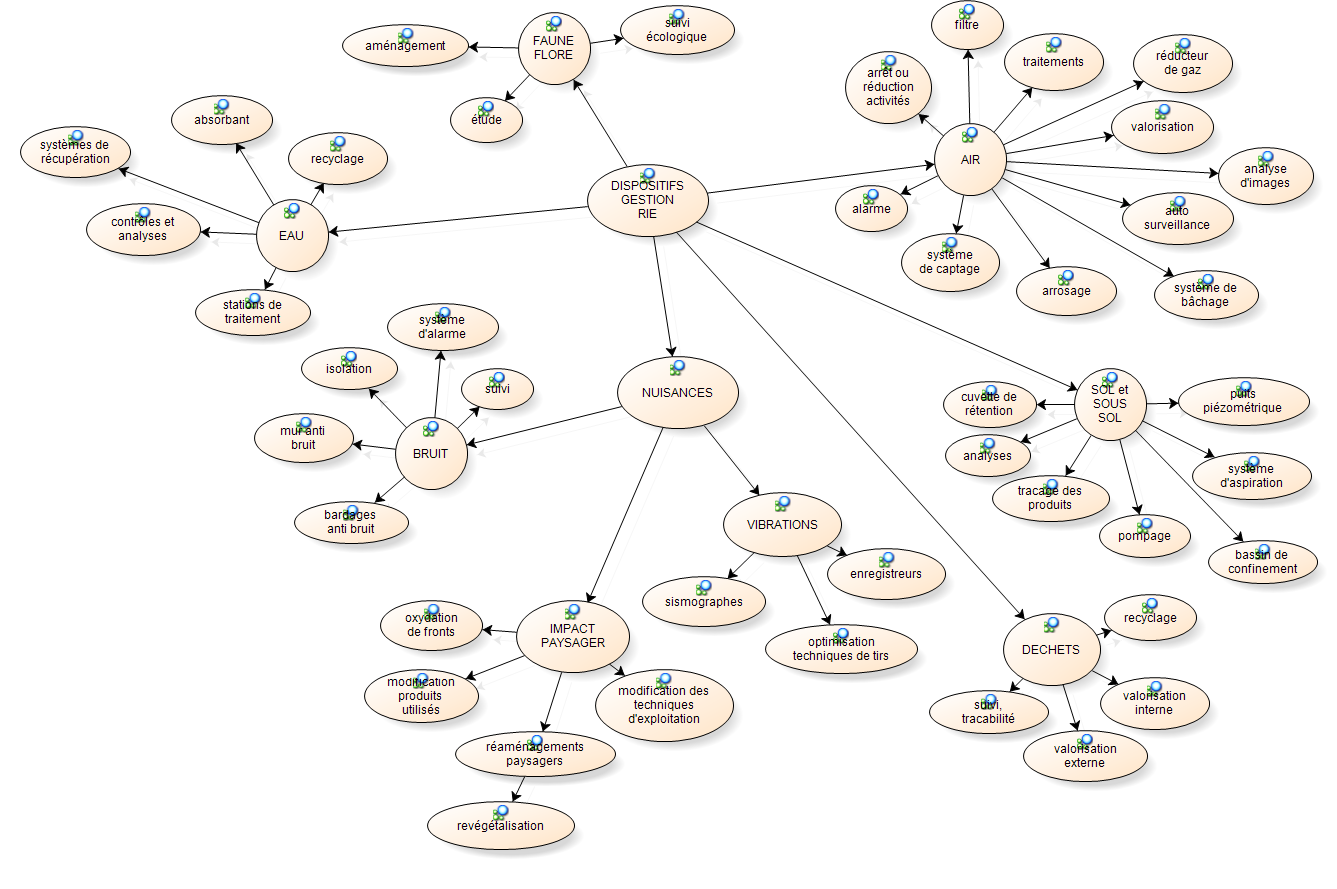 DISPOSITIFS
GESTION
RIE
FAUNE
FLORE
aménagement
suivi
écologique
étude
AIR
filtre
traitements
réducteur
de gaz
arrêt ou
réduction
activités
valorisation
analyse
d'images
auto
surveillance
alarme
système
de captage
arrosage
système de
bâchage
EAU
absorbant
systèmes de
récupération
recyclage
contrôles et
analyses
stations de
traitement
NUISANCES
BRUIT
système
d'alarme
isolation
suivi
mur anti
bruit
bardages
anti bruit
VIBRATIONS
sismographes
enregistreurs
optimisation
techniques de tirs
IMPACT
PAYSAGER
oxydation
de fronts
modification
produits
utilisés
modification des
techniques
d'exploitation
réaménagements
paysagers
revégétalisation
SOL et
SOUS
SOL
cuvette de
rétention
puits
piézométrique
analyses
système
d'aspiration
tracage des
produits
pompage
bassin de
confinement
DECHETS
recyclage
valorisation
interne
suivi,
tracabilité
valorisation
externe